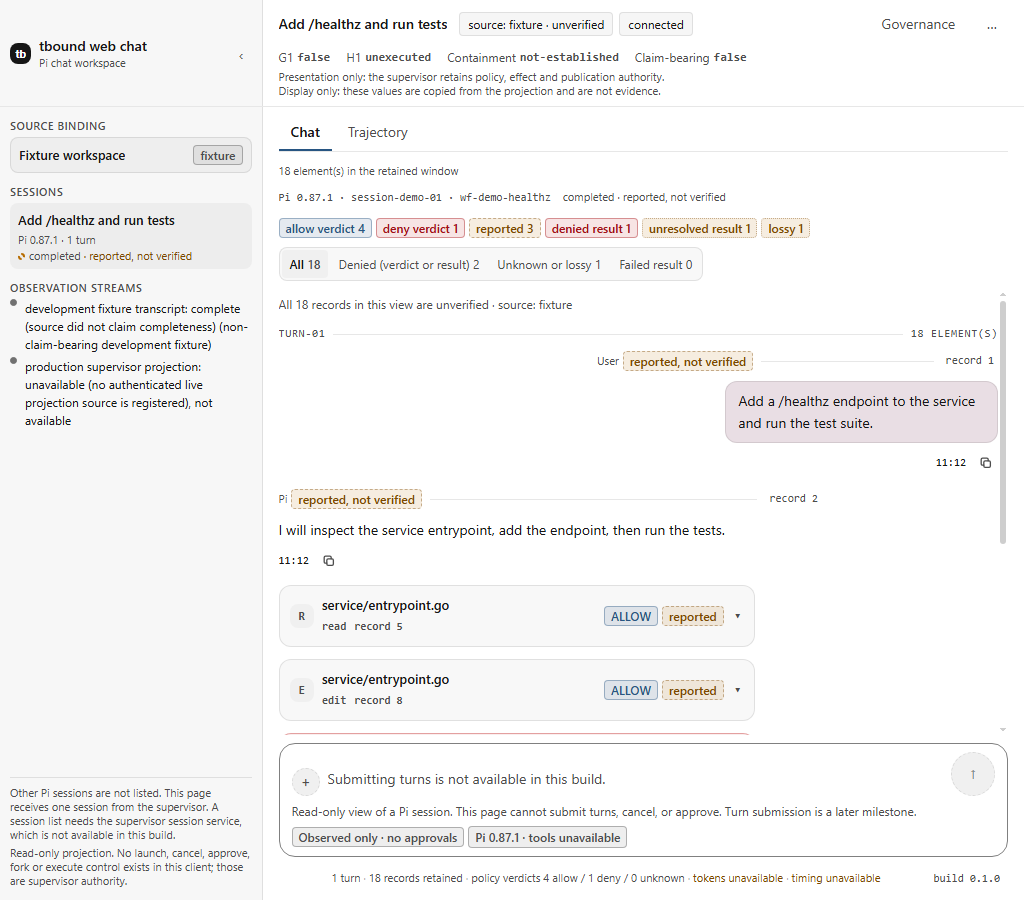 tb
tbound web chat
Pi chat workspace
‹
SOURCE BINDING
Fixture workspace
fixture
SESSIONS
Add /healthz and run tests
Pi 0.87.1 · 1 turn
completed · reported, not verified
OBSERVATION STREAMS
development fixture transcript: complete
(source did not claim completeness) (non-
claim-bearing development fixture)
production supervisor projection:
unavailable (no authenticated live
projection source is registered), not
available
Other Pi sessions are not listed. This page
receives one session from the supervisor. A
session list needs the supervisor session service,
which is not available in this build.
Read-only projection. No launch, cancel, approve,
fork or execute control exists in this client; those
are supervisor authority.
Add /healthz and run tests
source: fixture · unverified
connected
Governance
...
G1 false H1 unexecuted Containment not-established Claim-bearing false
Presentation only: the supervisor retains policy, effect and publication authority.
Display only: these values are copied from the projection and are not evidence.
Chat
Trajectory
18 element(s) in the retained window
Pi 0.87.1 · session-demo-01 · wf-demo-healthz completed · reported, not verified
allow verdict 4
deny verdict 1
reported 3
denied result 1
unresolved result 1
lossy 1
All 18
Denied (verdict or result) 2
Unknown or lossy 1
Failed result 0
All 18 records in this view are unverified · source: fixture
TURN-01
18 ELEMENT(S)
User reported, not verified
record 1
Add a /healthz endpoint to the service
and run the test suite.
11:12
Pi reported, not verified
record 2
I will inspect the service entrypoint, add the endpoint, then run the tests.
11:12
R
service/entrypoint.go
read record 5
ALLOW
reported
E
service/entrypoint.go
edit record 8
ALLOW
reported
+
Submitting turns is not available in this build.
↑
Read-only view of a Pi session. This page cannot submit turns, cancel, or approve. Turn submission is a later milestone.
Observed only · no approvals
Pi 0.87.1 · tools unavailable
1 turn · 18 records retained · policy verdicts 4 allow / 1 deny / 0 unknown · tokens unavailable · timing unavailable
build 0.1.0